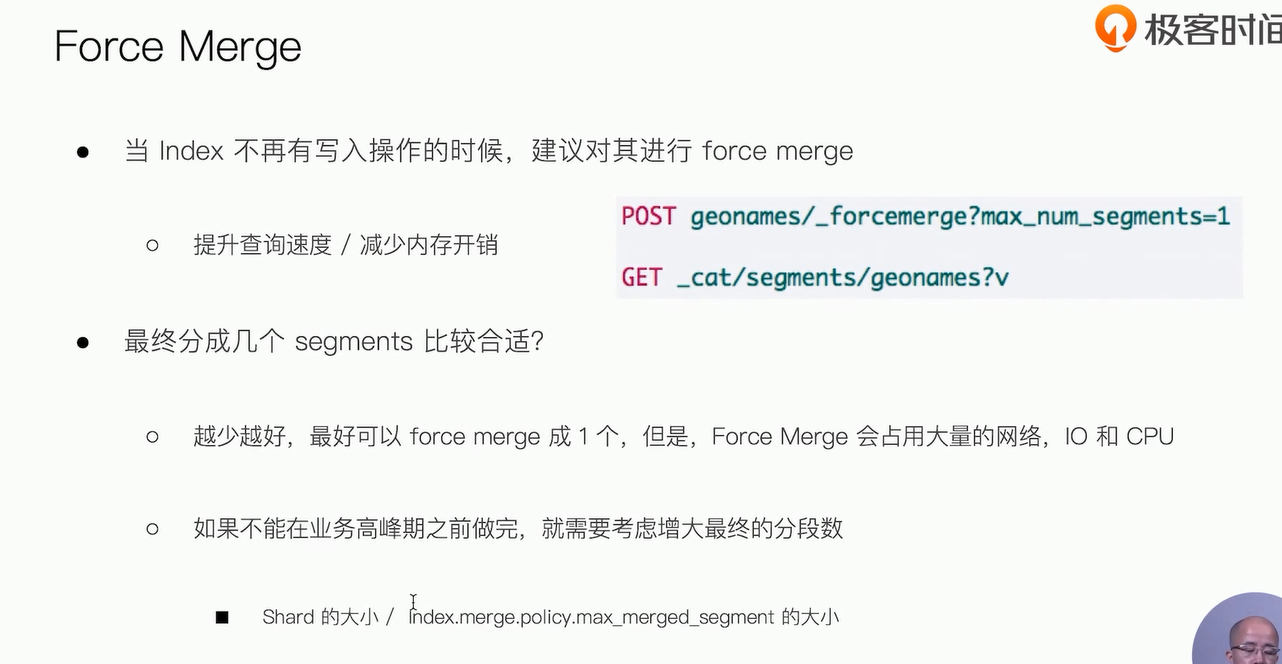 Force Merge
极客时间
当 Index 不再有写入操作的时候，建议对其进行 force merge
提升查询速度 / 减少内存开销
POST geonames/_forcemerge?max_num_segments=1
GET _cat/segments/geonames?v
最终分成几个 segments 比较合适？
越少越好，最好可以 force merge 成 1 个，但是，Force Merge 会占用大量的网络，IO 和 CPU
如果不能在业务高峰期之前做完，就需要考虑增大最终的分段数
Shard 的大小 / index.merge.policy.max_merged_segment 的大小